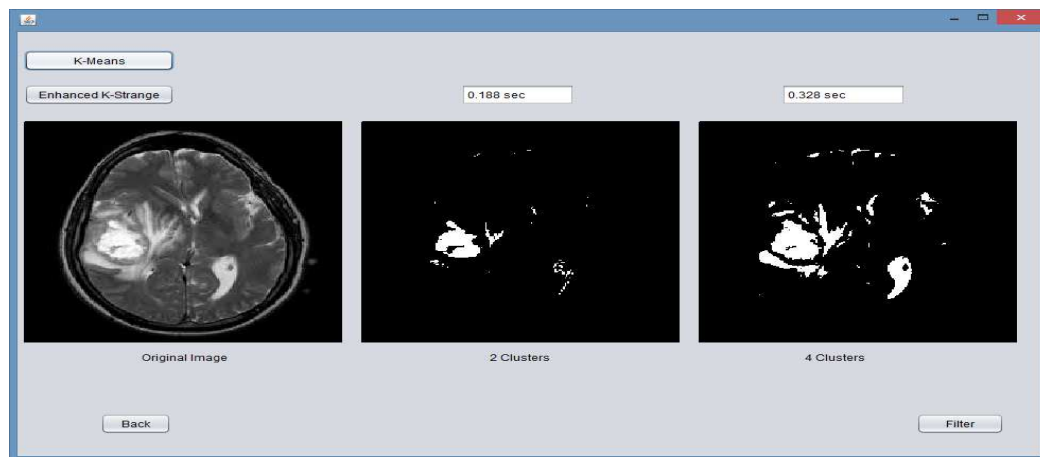 K-Means
Enhanced K-Strange
0.188 sec
0.328 sec
Original Image
2 Clusters
4 Clusters
Back
Filter